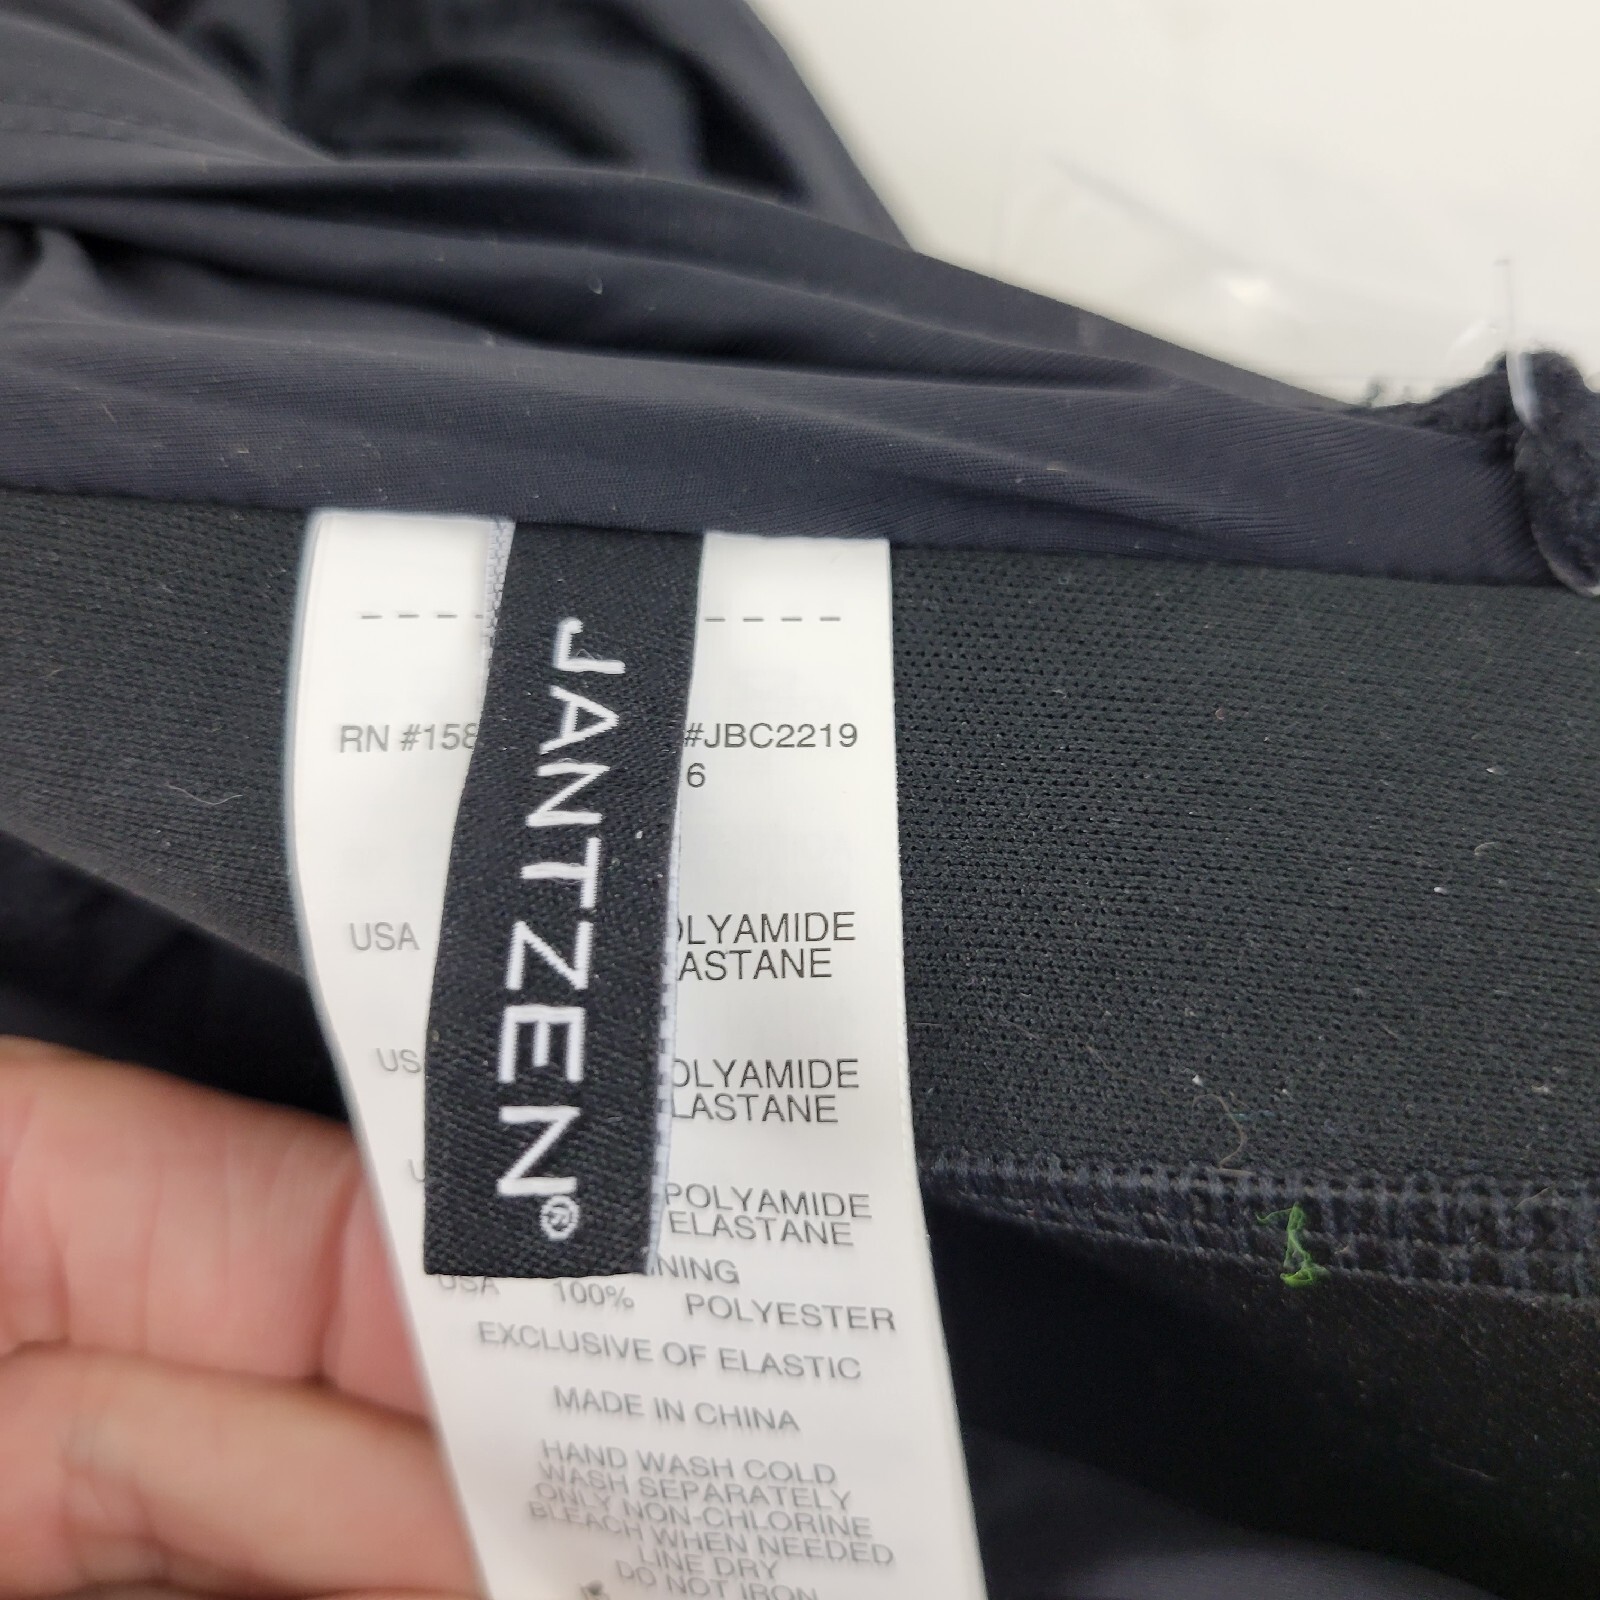 JANTZEN®
RN #158 #JBC2219
6
USA OLYAMIDE
ASTANE
US OLYAMIDE
LASTANE
POLYAMIDE
ELASTANE
NING
USA 100% POLYESTER
EXCLUSIVE OF ELASTIC
MADE IN CHINA
HAND WASH COLD
WASH SEPARATELY
ONLY NON-CHLORINE
BLEACH WHEN NEEDED
LINE DRY
DO NOT IRON